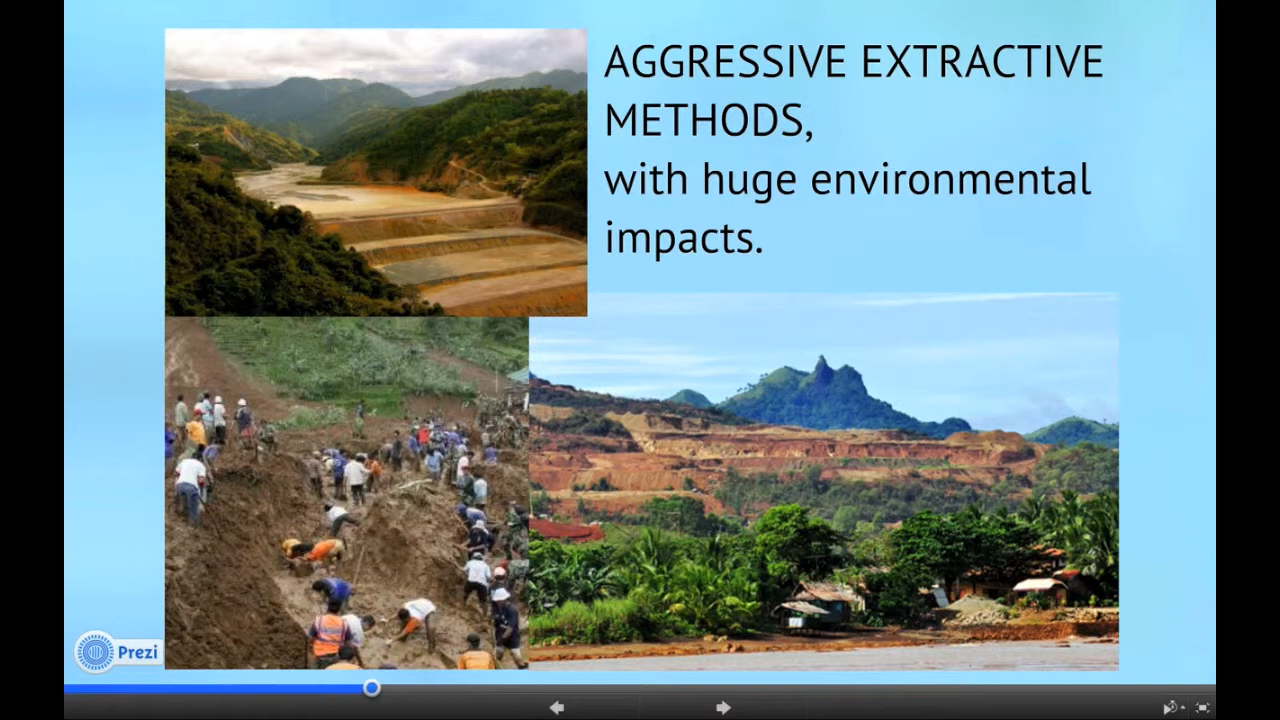 AGGRESSIVE EXTRACTIVE
METHODS,
with huge environmental
impacts.
Prezi